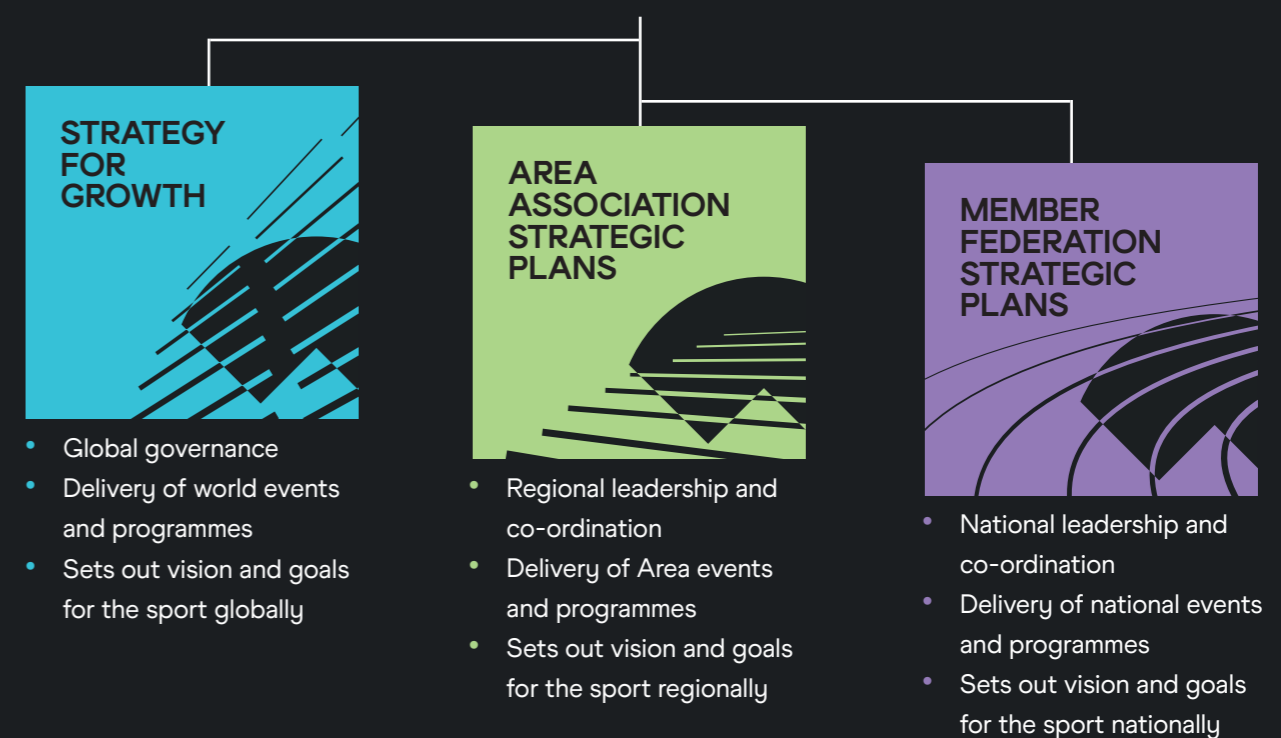 STRATEGY
FOR
GROWTH
• Global governance
• Delivery of world events
and programmes
• Sets out vision and goals
for the sport globally
AREA
ASSOCIATION
STRATEGIC
PLANS
• Regional leadership and
co-ordination
• Delivery of Area events
and programmes
• Sets out vision and goals
for the sport regionally
MEMBER
FEDERATION
STRATEGIC
PLANS
• National leadership and
co-ordination
• Delivery of national events
and programmes
• Sets out vision and goals
for the sport nationally